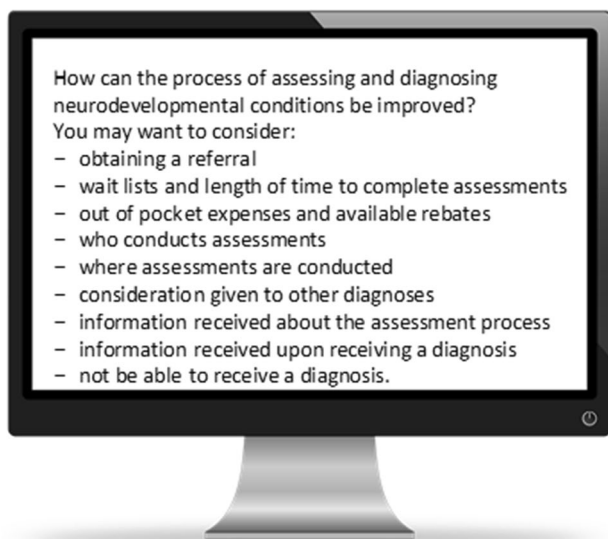 How can the process of assessing and diagnosing
neurodevelopmental conditions be improved?
You may want to consider:
– obtaining a referral
– wait lists and length of time to complete assessments
– out of pocket expenses and available rebates
– who conducts assessments
– where assessments are conducted
– consideration given to other diagnoses
– information received about the assessment process
– information received upon receiving a diagnosis
– not be able to receive a diagnosis.